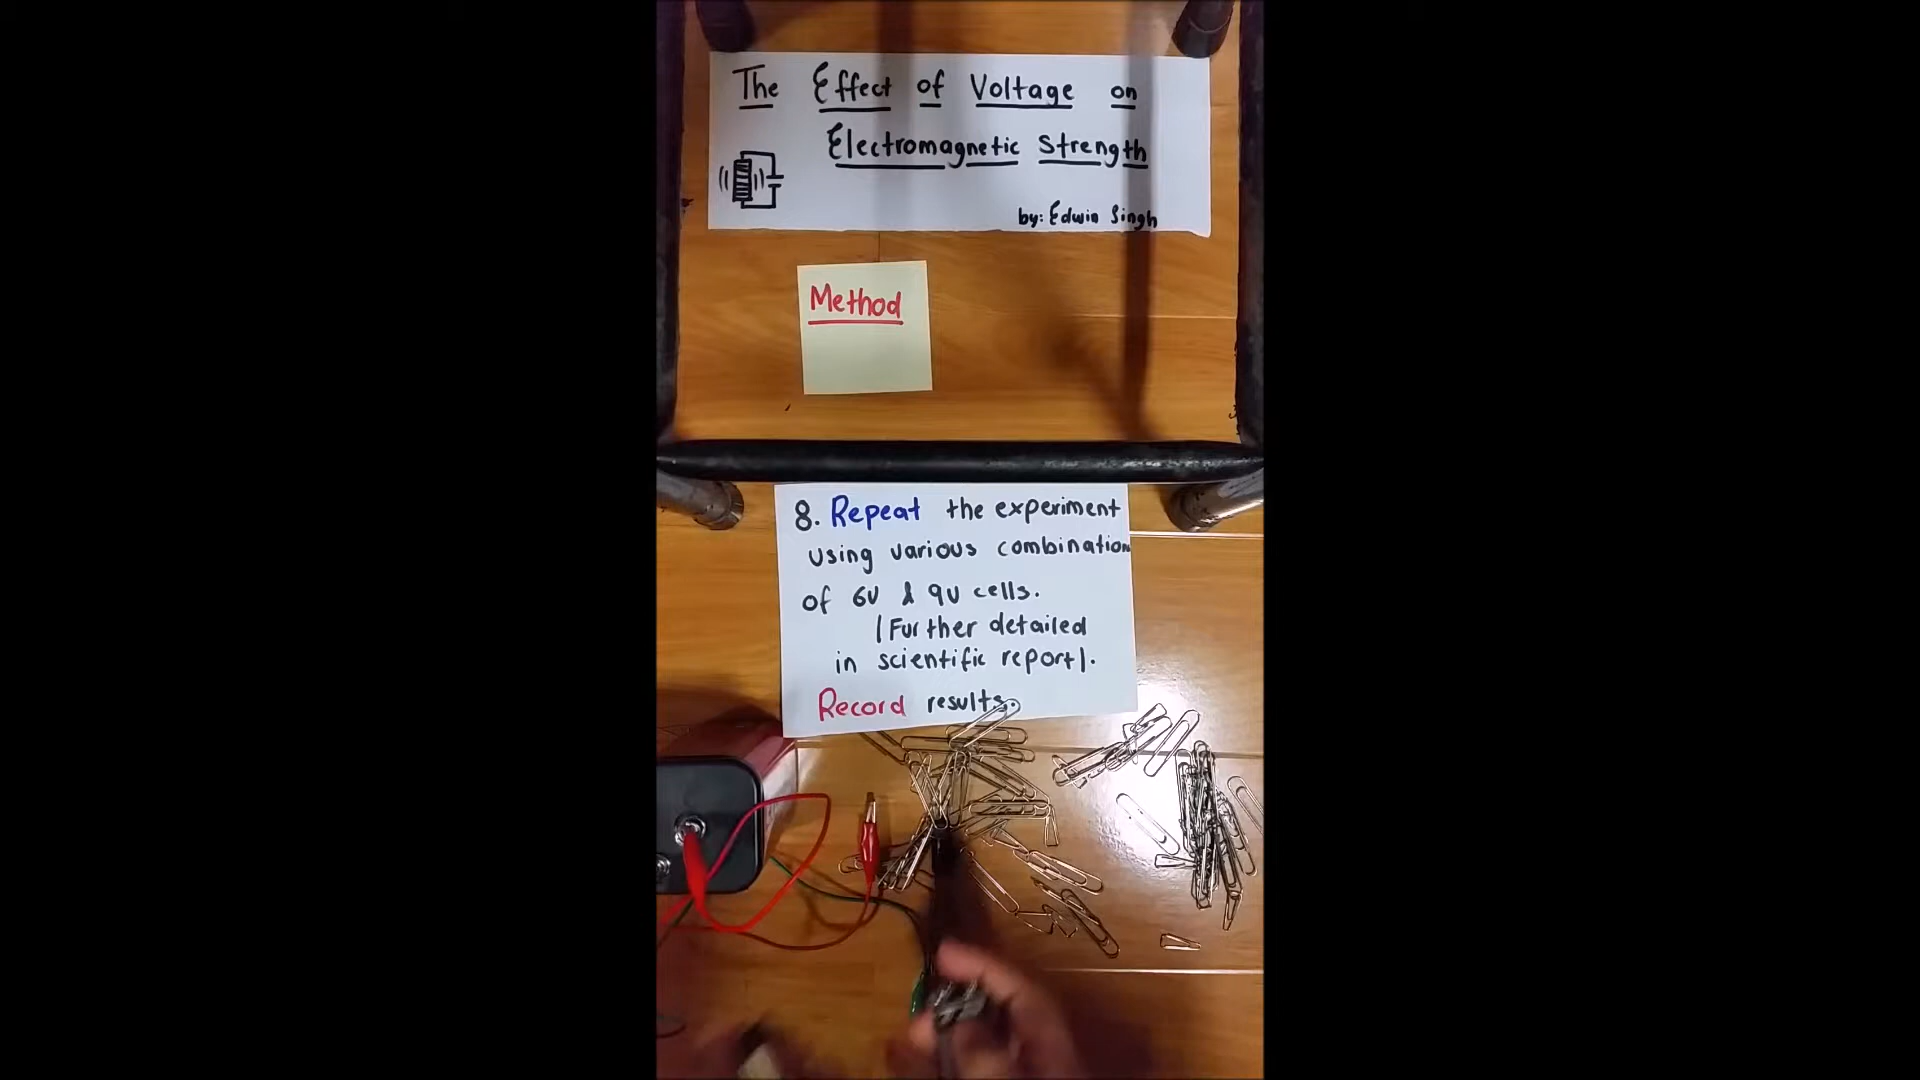 The Effect of Voltage on
Electromagnetic Strength
by: Edwin Singh
Method
8. Repeat the experiment
using various combination
of 6V & 9V cells.
(Further detailed
in scientific report).
Record results.